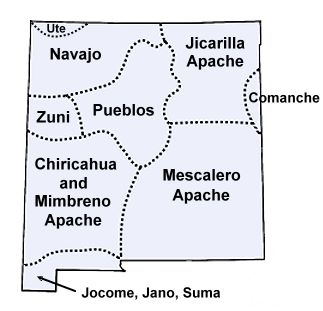 Ute
Navajo
Jicarilla
Apache
Comanche
Zuni
Pueblos
Chiricahua
and
Mimbreno
Apache
Mescalero
Apache
Jocome, Jano, Suma